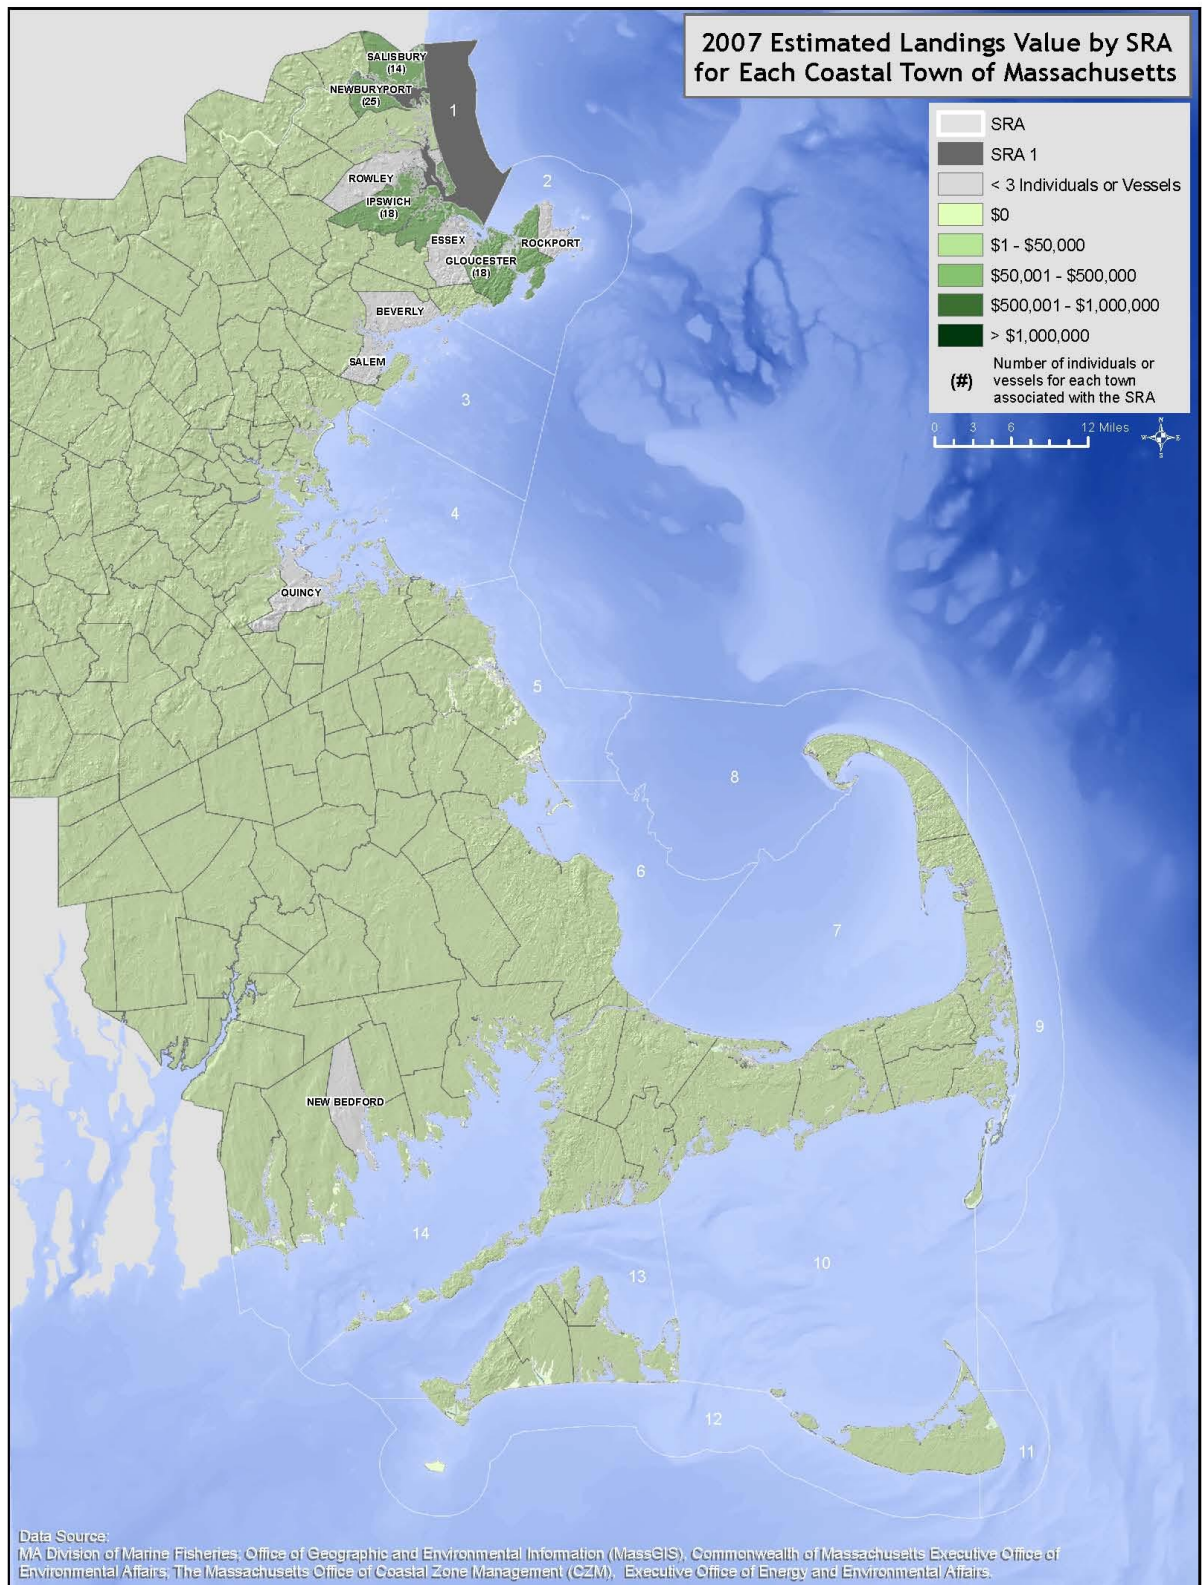 2007 Estimated Landings Value by SRA
for Each Coastal Town of Massachusetts
SRA
SRA 1
< 3 Individuals or Vessels
$0
$1 - $50,000
$50,001 - $500,000
$500,001 - $1,000,000
> $1,000,000
(#)
Number of individuals or
vessels for each town
associated with the SRA
0 3 6 12 Miles
N
W E
S
SALISBURY
(14)
NEWBURYPORT
(25)
1
ROWLEY
2
IPSWICH
(18)
ESSEX
ROCKPORT
GLOUCESTER
(18)
BEVERLY
SALEM
3
4
QUINCY
5
8
6
7
9
NEW BEDFORD
14
10
13
12
11
Data Source:
MA Division of Marine Fisheries; Office of Geographic and Environmental Information (MassGIS), Commonwealth of Massachusetts Executive Office of
Environmental Affairs; The Massachusetts Office of Coastal Zone Management (CZM), Executive Office of Energy and Environmental Affairs.